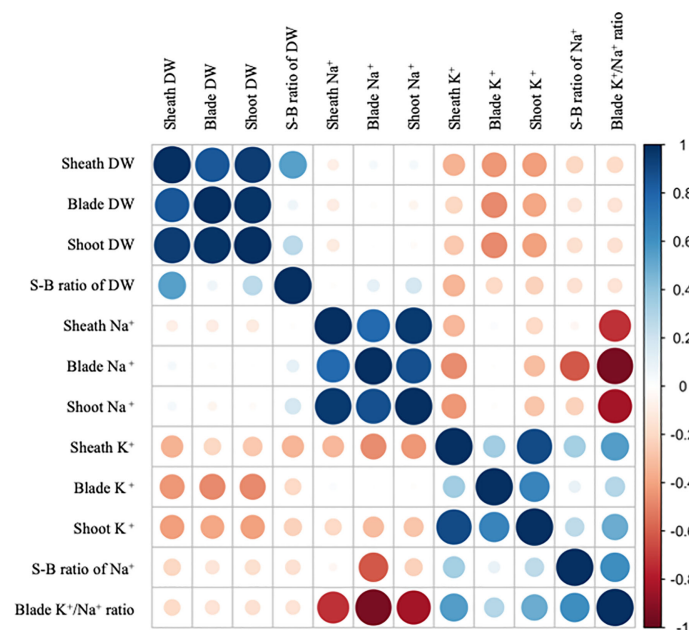 Sheath DW
Blade DW
Shoot DW
S-B ratio of DW
Sheath Na⁺
Blade Na⁺
Shoot Na⁺
Sheath K⁺
Blade K⁺
Shoot K⁺
S-B ratio of Na⁺
Blade K⁺/Na⁺ ratio
Sheath DW
Blade DW
Shoot DW
S-B ratio of DW
Sheath Na⁺
Blade Na⁺
Shoot Na⁺
Sheath K⁺
Blade K⁺
Shoot K⁺
S-B ratio of Na⁺
Blade K⁺/Na⁺ ratio
1
0.8
0.6
0.4
0.2
0
-0.2
-0.4
-0.6
-0.8
-1